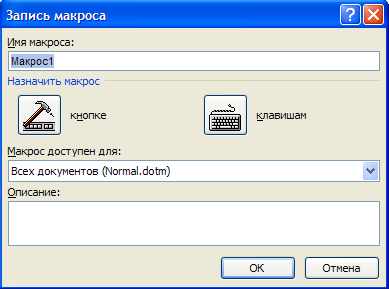 Запись макроса
Имя макроса:
Макрос1
Назначить макрос
кнопке
клавишам
Макрос доступен для:
Всех документов (Normal.dotm)
Описание:
ОК
Отмена